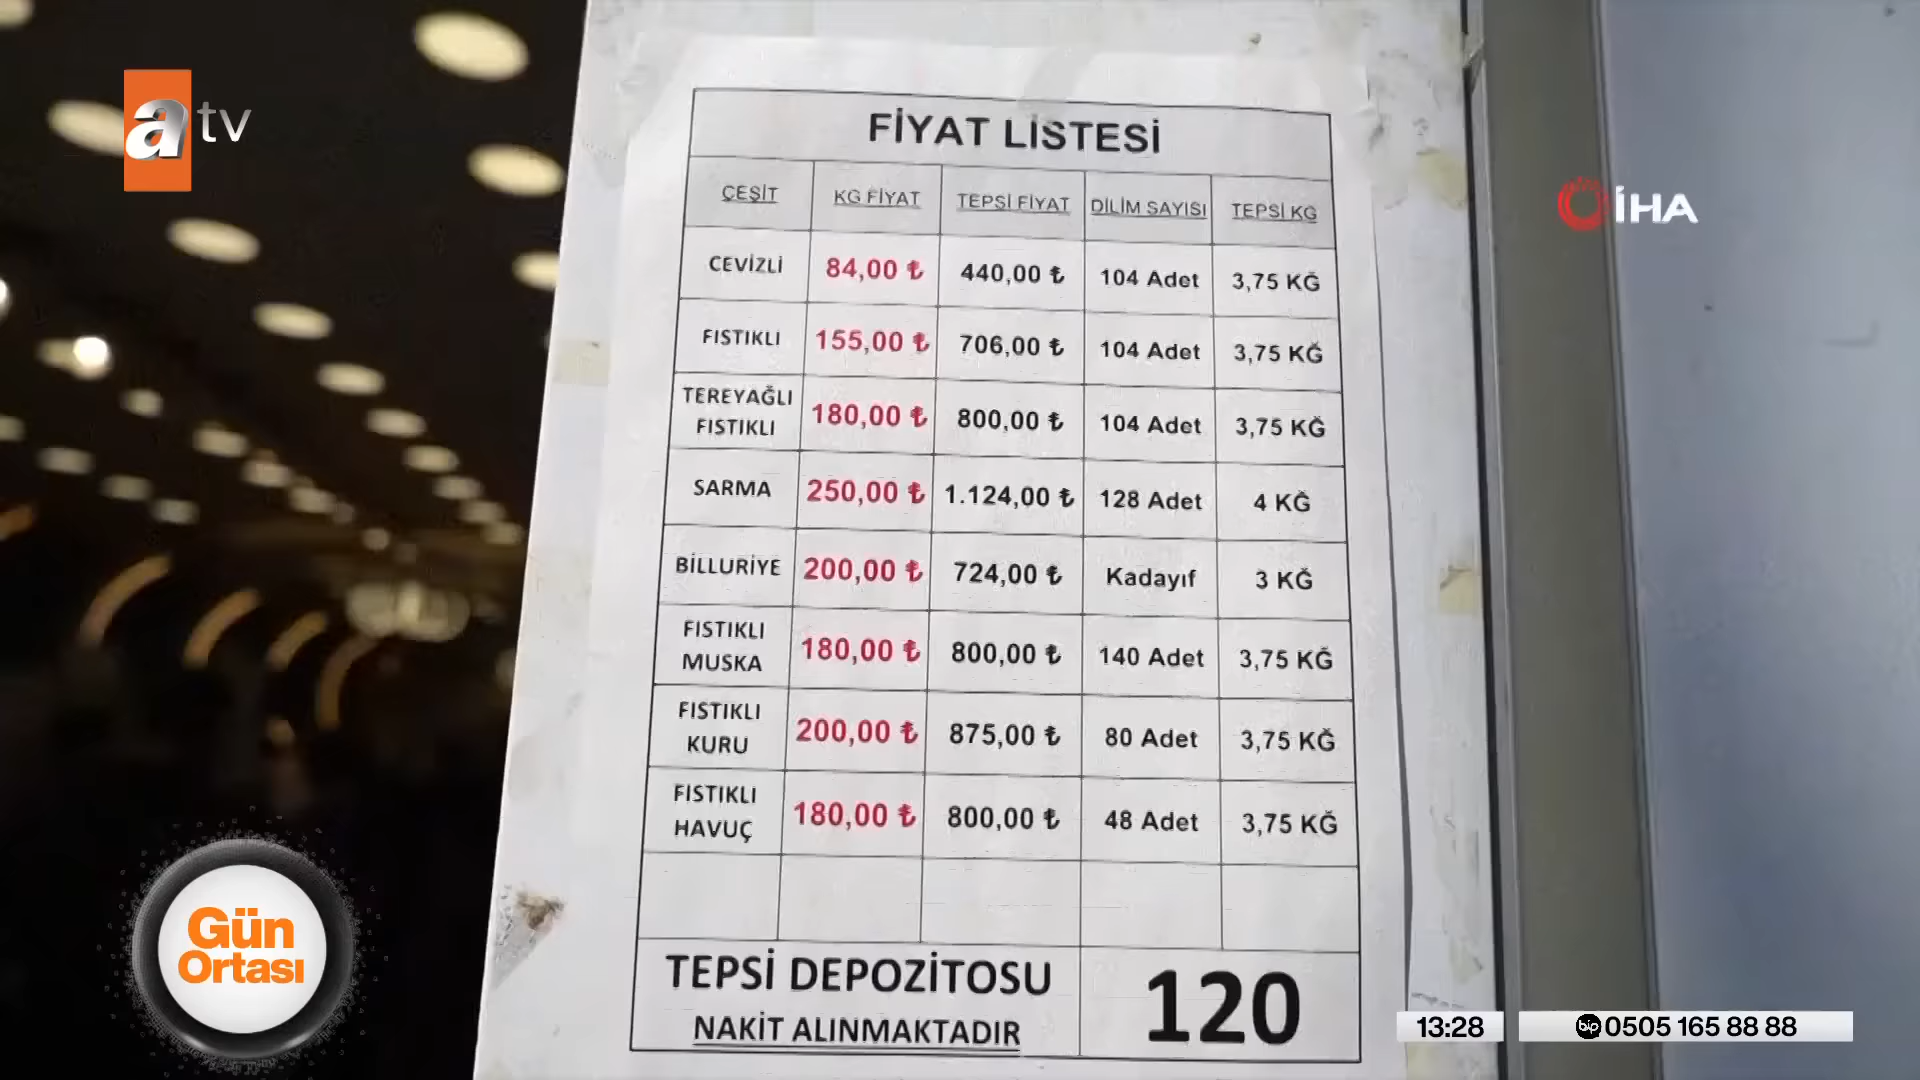 atv
İHA
FİYAT LİSTESİ
ÇEŞİT KG FİYAT TEPSİ FİYAT DİLİM SAYISI TEPSİ KG
CEVİZLİ 84,00 ₺ 440,00 ₺ 104 Adet 3,75 KĞ
FISTIKLI 155,00 ₺ 706,00 ₺ 104 Adet 3,75 KĞ
TEREYAĞLI
FISTIKLI 180,00 ₺ 800,00 ₺ 104 Adet 3,75 KĞ
SARMA 250,00 ₺ 1.124,00 ₺ 128 Adet 4 KĞ
BİLLURİYE 200,00 ₺ 724,00 ₺ Kadayıf 3 KĞ
FISTIKLI
MUSKA 180,00 ₺ 800,00 ₺ 140 Adet 3,75 KĞ
FISTIKLI
KURU 200,00 ₺ 875,00 ₺ 80 Adet 3,75 KĞ
FISTIKLI
HAVUÇ 180,00 ₺ 800,00 ₺ 48 Adet 3,75 KĞ
TEPSİ DEPOZİTOSU 120
NAKİT ALINMAKTADIR
Gün
Ortası
13:28 bip 0505 165 88 88